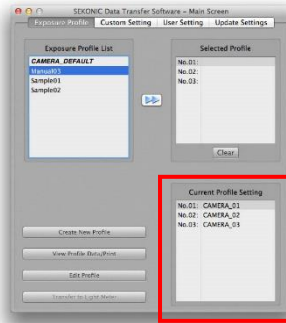 SEKONIC Data Transfer Software - Main Screen
Exposure Profile Custom Setting User Setting Update Settings
Exposure Profile List
CAMERA_DEFAULT
Manual03
Sample01
Sample02
Selected Profile
No.01:
No.02:
No.03:
Clear
Current Profile Setting
No.01: CAMERA_01
No.02: CAMERA_02
No.03: CAMERA_03
Create New Profile
View Profile Data/Print
Edit Profile
Transfer to Light Meter